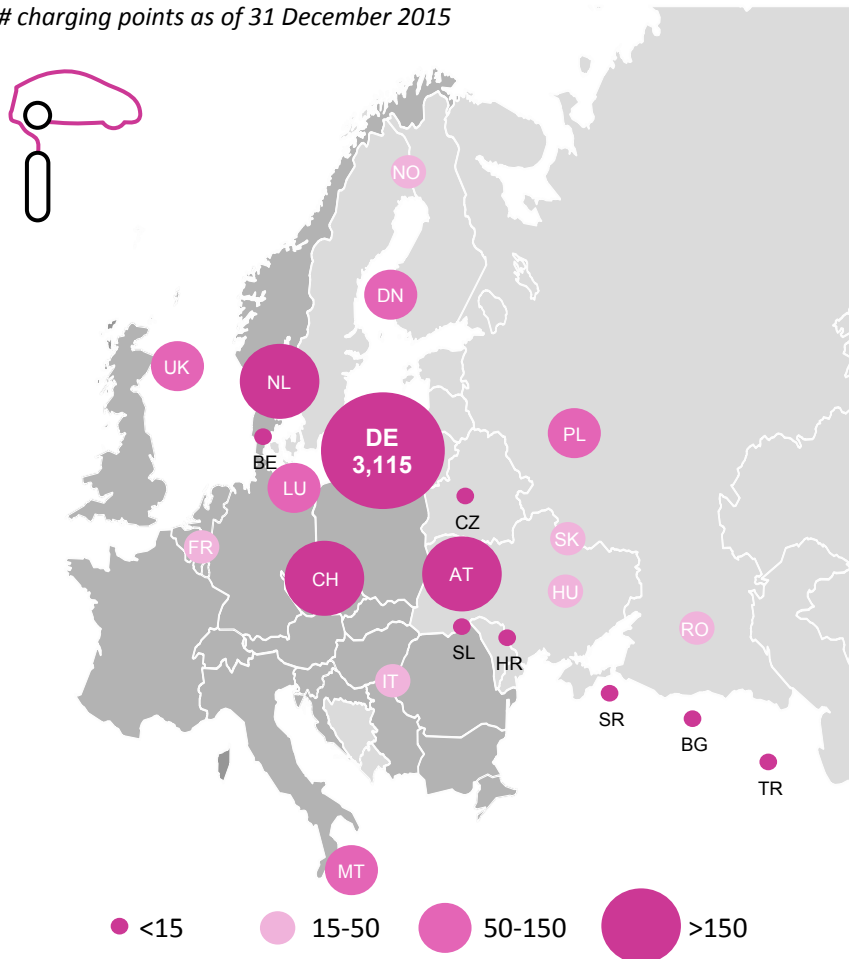 # charging points as of 31 December 2015
NO
DN
UK
NL
DE
3,115
PL
BE
LU
CZ
SK
FR
CH
AT
HU
RO
SL
HR
IT
SR
BG
TR
MT
<15
15-50
50-150
>150